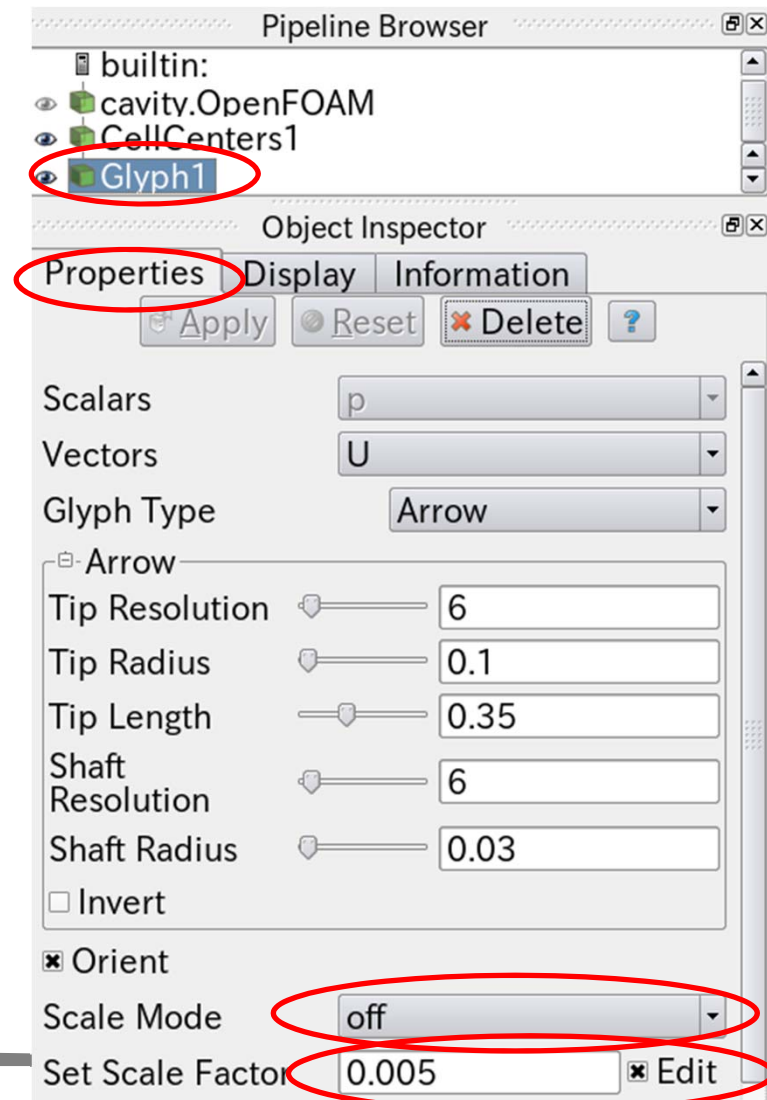 Pipeline Browser
builtin:
cavity.OpenFOAM
CellCenters1
Glyph1
Object Inspector
Properties Display Information
Apply Reset Delete ?
Scalars p
Vectors U
Glyph Type Arrow
Arrow
Tip Resolution 6
Tip Radius 0.1
Tip Length 0.35
Shaft
Resolution 6
Shaft Radius 0.03
Invert
Orient
Scale Mode off
Set Scale Factor 0.005 Edit